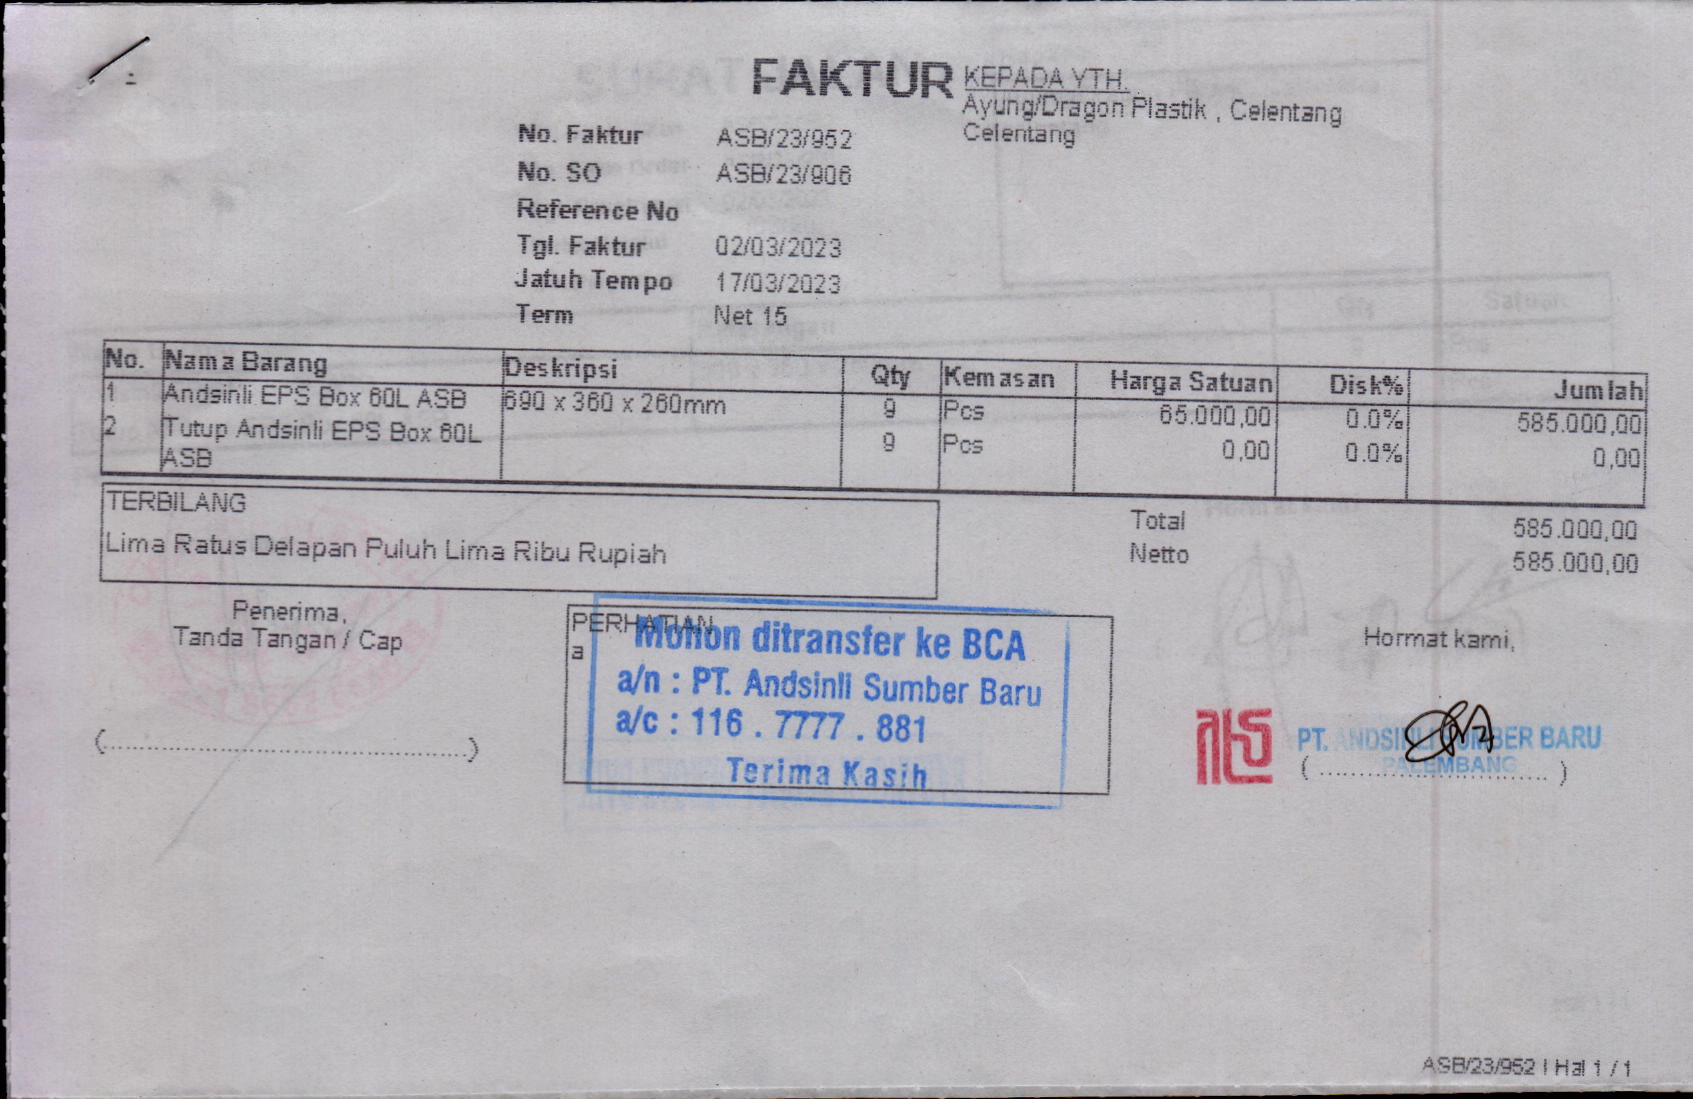 FAKTUR
KEPADA YTH.
Ayung/Dragon Plastik , Celentang
Celentang
No. Faktur ASB/23/952
No. SO ASB/23/906
Reference No
Tgl. Faktur 02/03/2023
Jatuh Tempo 17/03/2023
Term Net 15
No. Nama Barang Deskripsi Qty Kemasan Harga Satuan Disk% Jumlah
1 Andsinli EPS Box 60L ASB 690 x 360 x 260mm 9 Pcs 65.000,00 0.0% 585.000,00
2 Tutup Andsinli EPS Box 60L 9 Pcs 0,00 0.0% 0,00
ASB
TERBILANG
Lima Ratus Delapan Puluh Lima Ribu Rupiah
Total 585.000,00
Netto 585.000,00
Penerima,
Tanda Tangan / Cap
(....................)
PERHATIAN
a
Mohon ditransfer ke BCA
a/n : PT. Andsinli Sumber Baru
a/c : 116 . 7777 . 881
Terima Kasih
Hormat kami,
PT. ANDSINLI SUMBER BARU
PALEMBANG
(....................)
ASB/23/952 | Hal 1 / 1